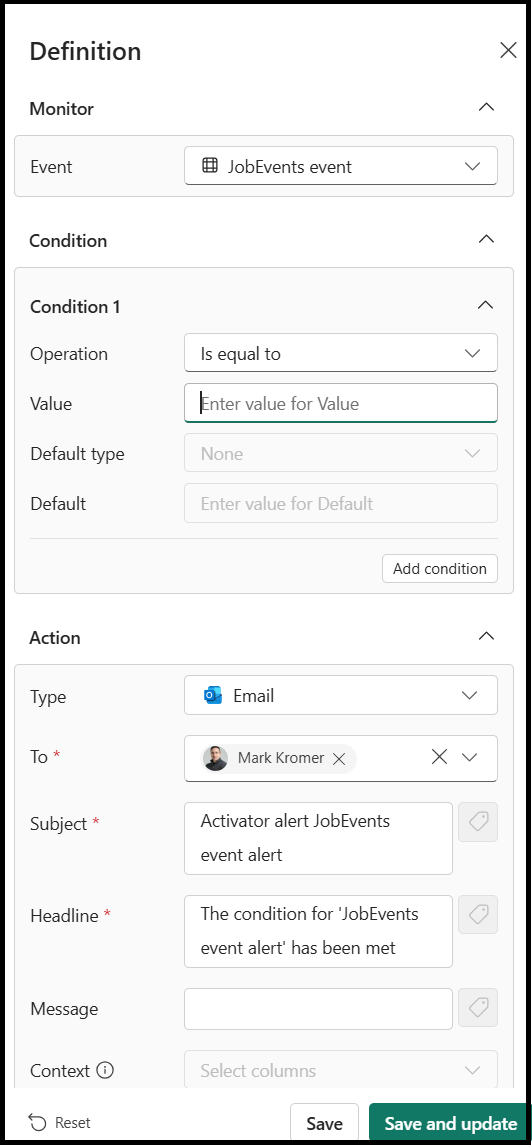 Definition
Monitor
Event
JobEvents event
Condition
Condition 1
Operation
Is equal to
Value
Enter value for Value
Default type
None
Default
Enter value for Default
Add condition
Action
Type
Email
To *
Mark Kromer
Subject *
Activator alert JobEvents
event alert
Headline *
The condition for 'JobEvents
event alert' has been met
Message
Context
Select columns
Reset
Save
Save and update